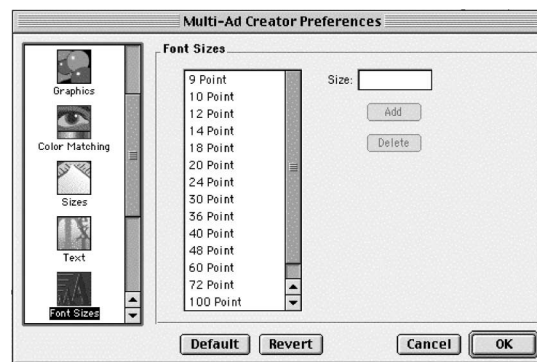 Multi-Ad Creator Preferences
Graphics
Color Matching
Sizes
Text
Font Sizes
Font Sizes
9 Point
10 Point
12 Point
14 Point
18 Point
20 Point
24 Point
30 Point
36 Point
40 Point
48 Point
60 Point
72 Point
100 Point
Size:
Add
Delete
Default Revert Cancel OK